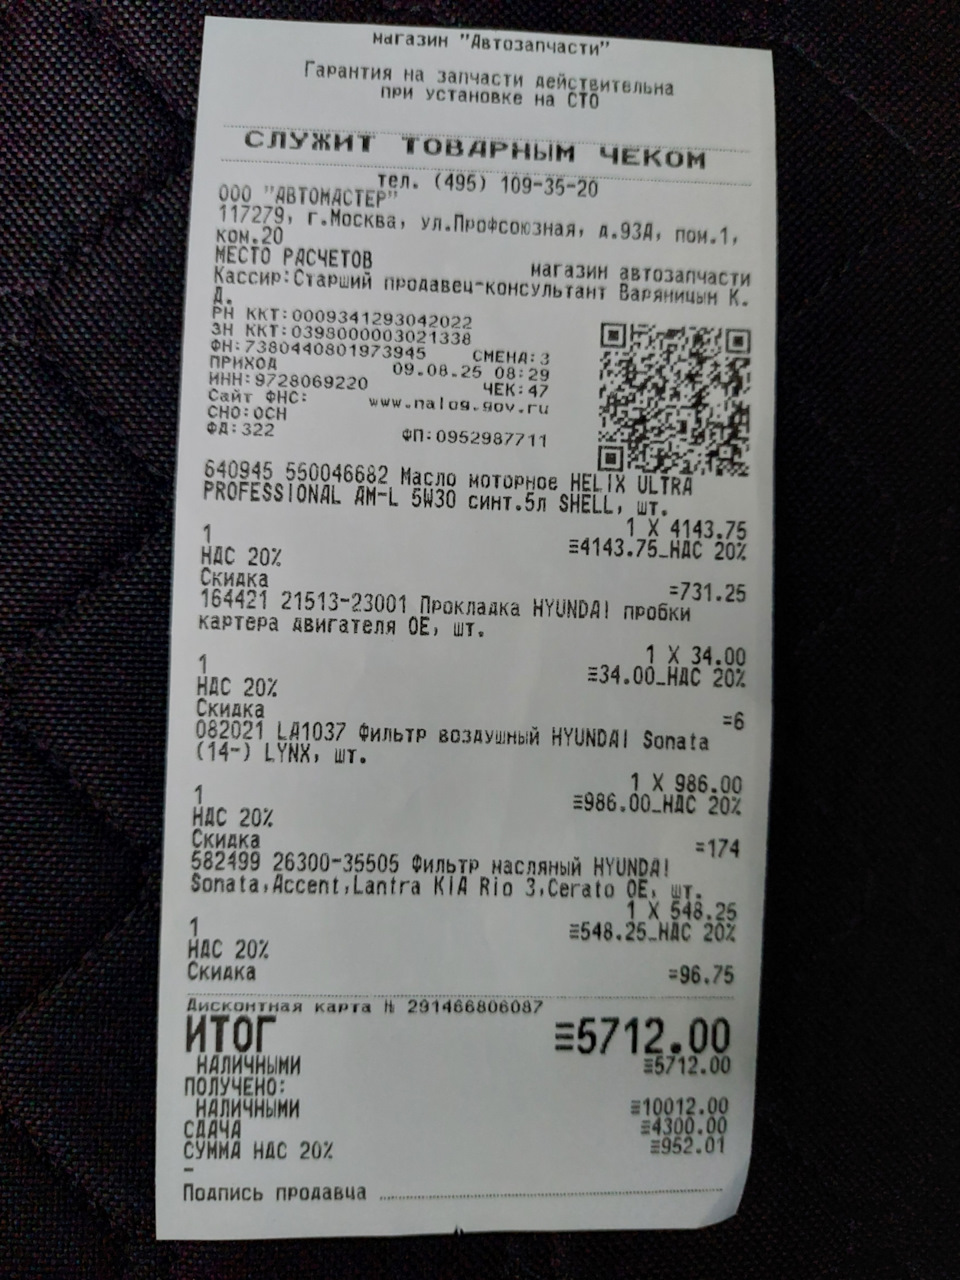 магазин "Автозапчасти"
Гарантия на запчасти действительна
при установке на СТО
СЛУЖИТ ТОВАРНЫМ ЧЕКОМ
тел. (495) 109-35-20
ООО "АВТОМАСТЕР"
117279, г.Москва, ул.Профсоюзная, д.93А, пом.1,
ком.20
МЕСТО РАСЧЕТОВ магазин автозапчасти
Кассир:Старший продавец-консультант Варяницын К.
Д.
РН ККТ:0009341293042022
ЗН ККТ:0398000003021338
ФН:7380440801973945 СМЕНА:3
ПРИХОД 09.08.25 08:29
ИНН:9728069220 ЧЕК:47
Сайт ФНС: www.nalog.gov.ru
СНО:ОСН
ФД:322 ФП:0952987711
640945 550046682 Масло моторное HELIX ULTRA
PROFESSIONAL AM-L 5W30 синт.5л SHELL, шт.
1 X 4143.75
1 ≡4143.75_НДС 20%
НДС 20%
Скидка =731.25
164421 21513-23001 Прокладка HYUNDAI пробки
картера двигателя OE, шт.
1 X 34.00
1 ≡34.00_НДС 20%
НДС 20%
Скидка =6
082021 LA1037 Фильтр воздушный HYUNDAI Sonata
(14-) LYNX, шт.
1 X 986.00
1 ≡986.00_НДС 20%
НДС 20%
Скидка =174
582499 26300-35505 Фильтр масляный HYUNDAI
Sonata,Accent,Lantra KIA Rio 3,Cerato OE, шт.
1 X 548.25
1 ≡548.25_НДС 20%
НДС 20%
Скидка =96.75
Дисконтная карта № 291466806087
ИТОГ ≡5712.00
НАЛИЧНЫМИ ≡5712.00
ПОЛУЧЕНО:
НАЛИЧНЫМИ ≡10012.00
СДАЧА ≡4300.00
СУММА НДС 20% ≡952.01
-
Подпись продавца